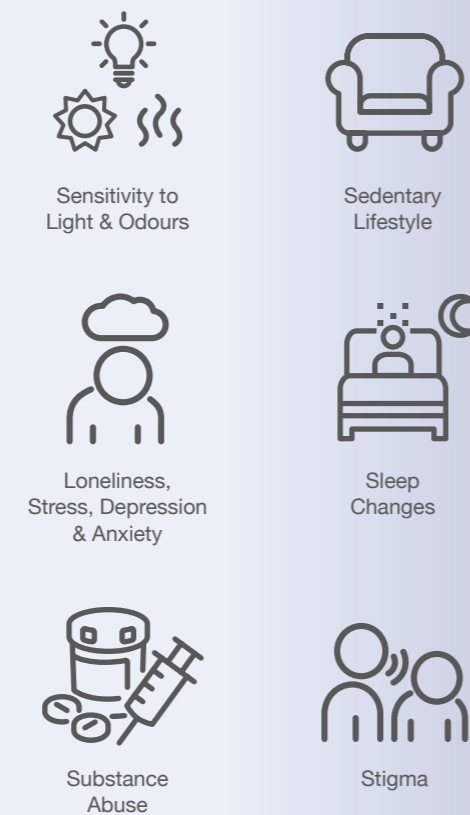 Sensitivity to
Light & Odours
Sedentary
Lifestyle
Loneliness,
Stress, Depression
& Anxiety
Sleep
Changes
Substance
Abuse
Stigma